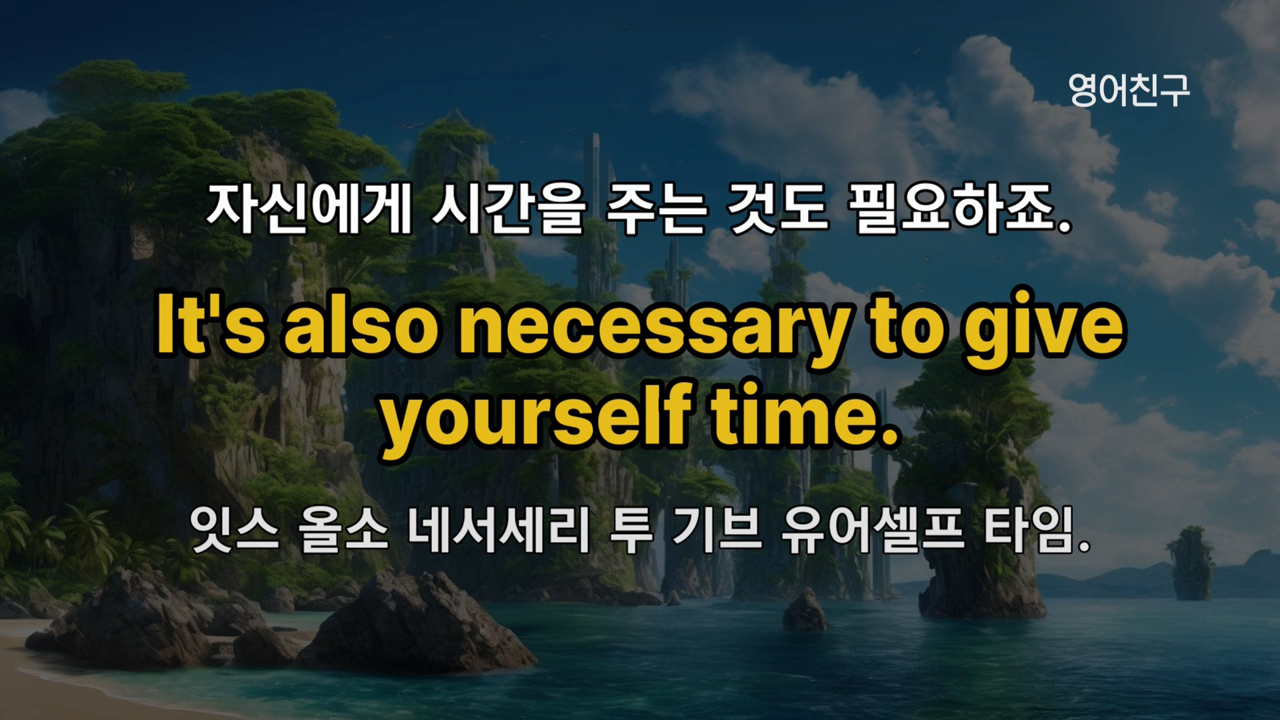 영어친구
자신에게 시간을 주는 것도 필요하죠.
It's also necessary to give
yourself time.
잇스 올소 네서세리 투 기브 유어셀프 타임.